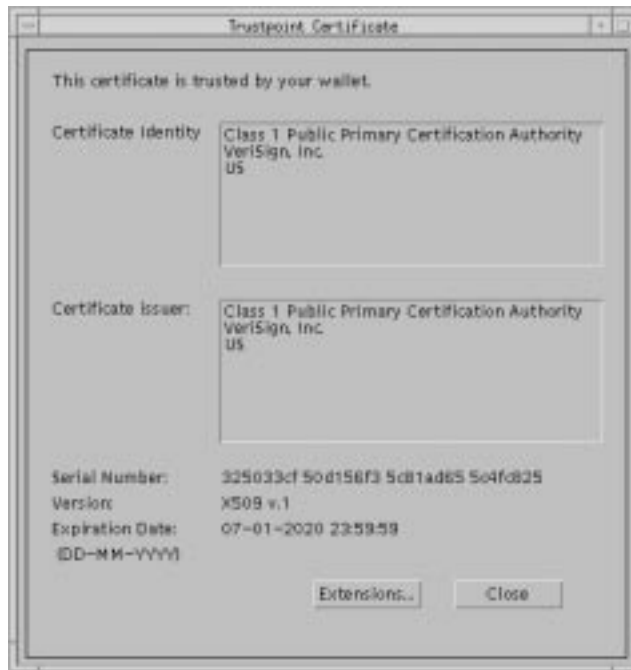 Trustpoint Certificate
This certificate is trusted by your wallet.
Certificate Identity
Class 1 Public Primary Certification Authority
VeriSign, Inc.
US
Certificate Issuer:
Class 1 Public Primary Certification Authority
VeriSign, Inc.
US
Serial Number: 325033cf 50d156f3 5c81ad65 5c4fc825
Version: X509 v.1
Expiration Date: 07-01-2020 23:59:59
(DD-MM-YYYY)
Extensions... Close